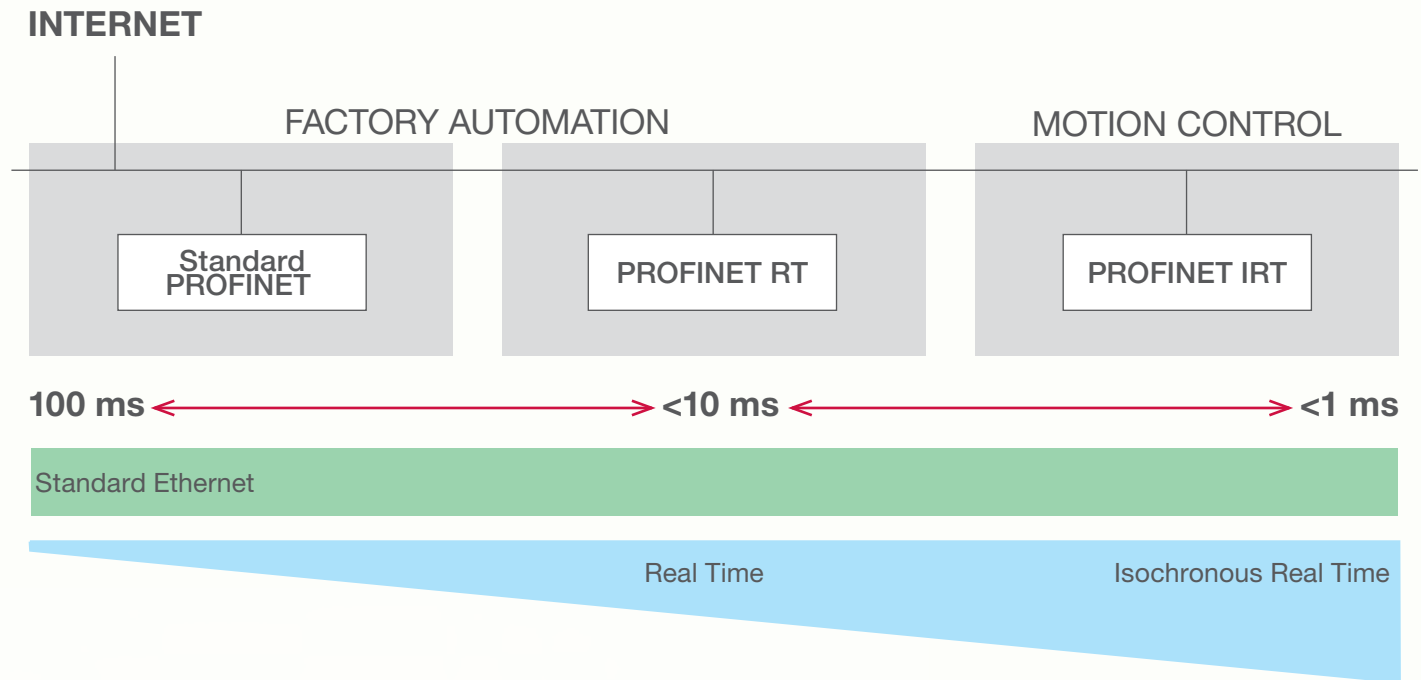 INTERNET
FACTORY AUTOMATION
MOTION CONTROL
Standard
PROFINET
PROFINET RT
PROFINET IRT
100 ms
<10 ms
<1 ms
Standard Ethernet
Real Time
Isochronous Real Time